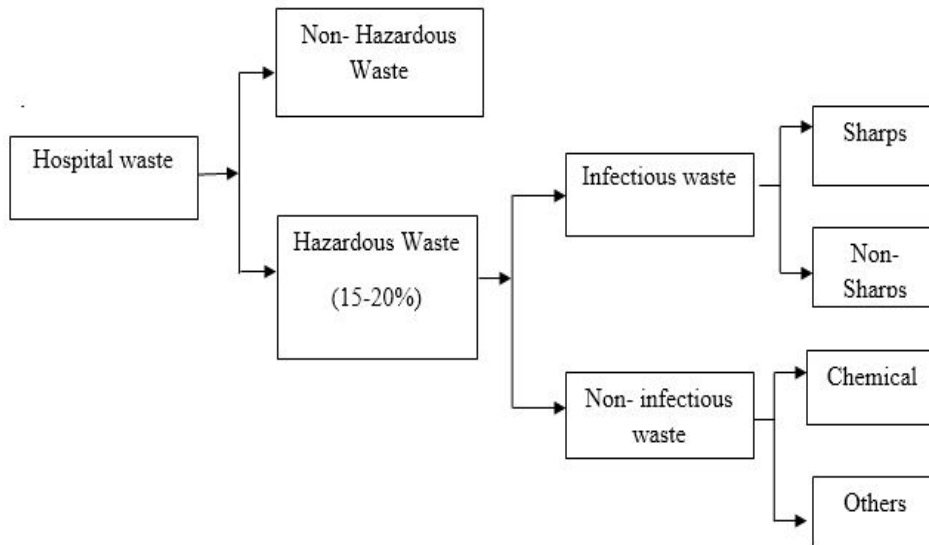 Non- Hazardous
Waste
Hospital waste
Hazardous Waste
(15-20%)
Infectious waste
Sharps
Non-
Sharps
Non- infectious
waste
Chemical
Others